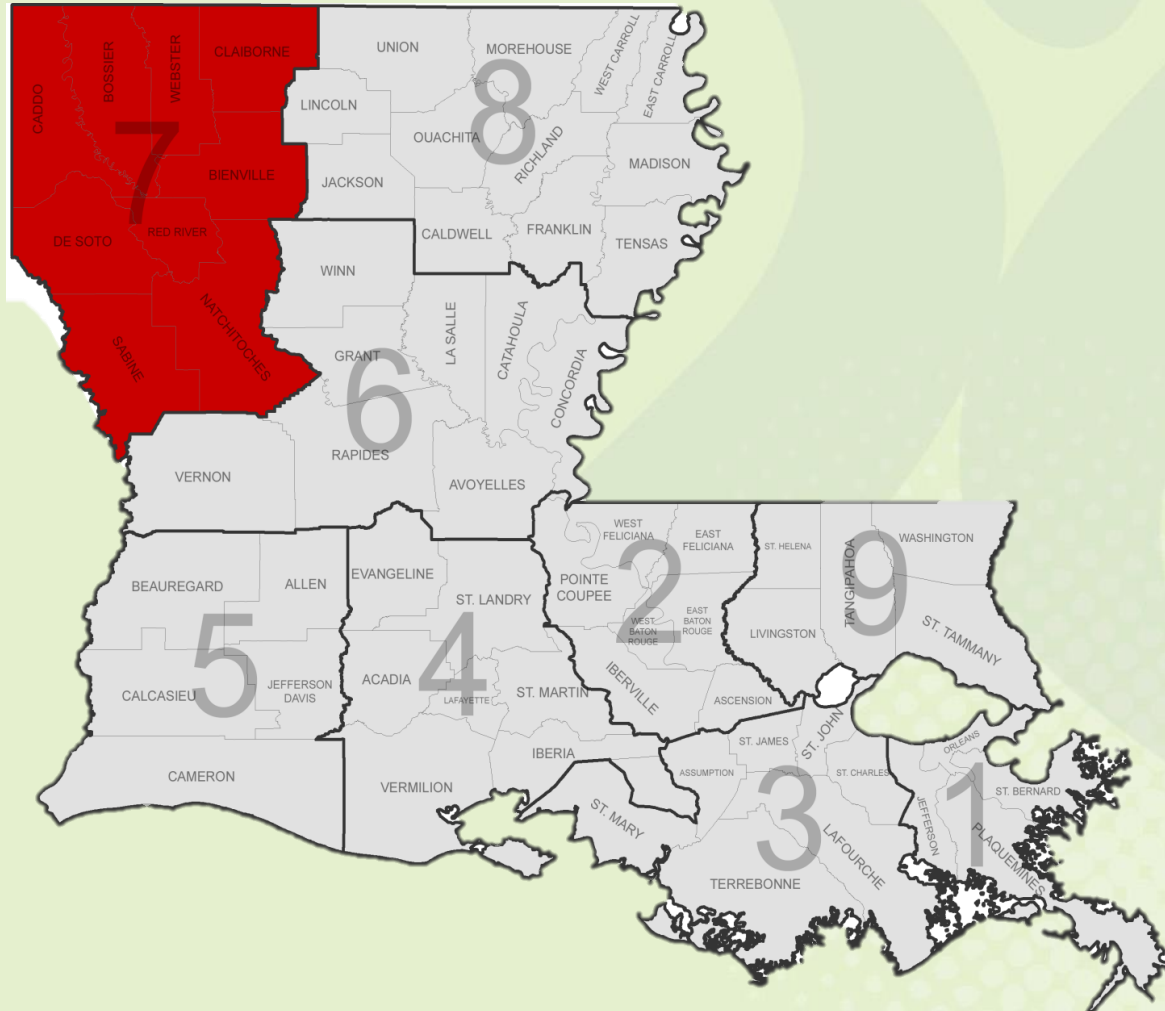 UNION
MOREHOUSE
WEST CARROLL
EAST CARROLL
CADDO
BOSSIER
WEBSTER
CLAIBORNE
LINCOLN
8
OUACHITA
RICHLAND
MADISON
7
BIENVILLE
JACKSON
DE SOTO
RED RIVER
CALDWELL
FRANKLIN
TENSAS
WINN
NATCHITOCHES
SABINE
LA SALLE
CATAHOULA
CONCORDIA
GRANT
6
RAPIDES
VERNON
AVOYELLES
WEST
FELICIANA
EAST
FELICIANA
ST. HELENA
TANGIPAHOA
WASHINGTON
BEAUREGARD
ALLEN
EVANGELINE
ST. LANDRY
POINTE
COUPEE
2
9
WEST
BATON
ROUGE
EAST
BATON
ROUGE
LIVINGSTON
ST. TAMMANY
5
CALCASIEU
JEFFERSON
DAVIS
ACADIA
4
LAFAYETTE
ST. MARTIN
IBERVILLE
ASCENSION
CAMERON
VERMILION
IBERIA
ST. JAMES
ST. JOHN
ORLEANS
ASSUMPTION
ST. CHARLES
ST. MARY
3
1
JEFFERSON
ST. BERNARD
PLAQUEMINES
LAFOURCHE
TERREBONNE